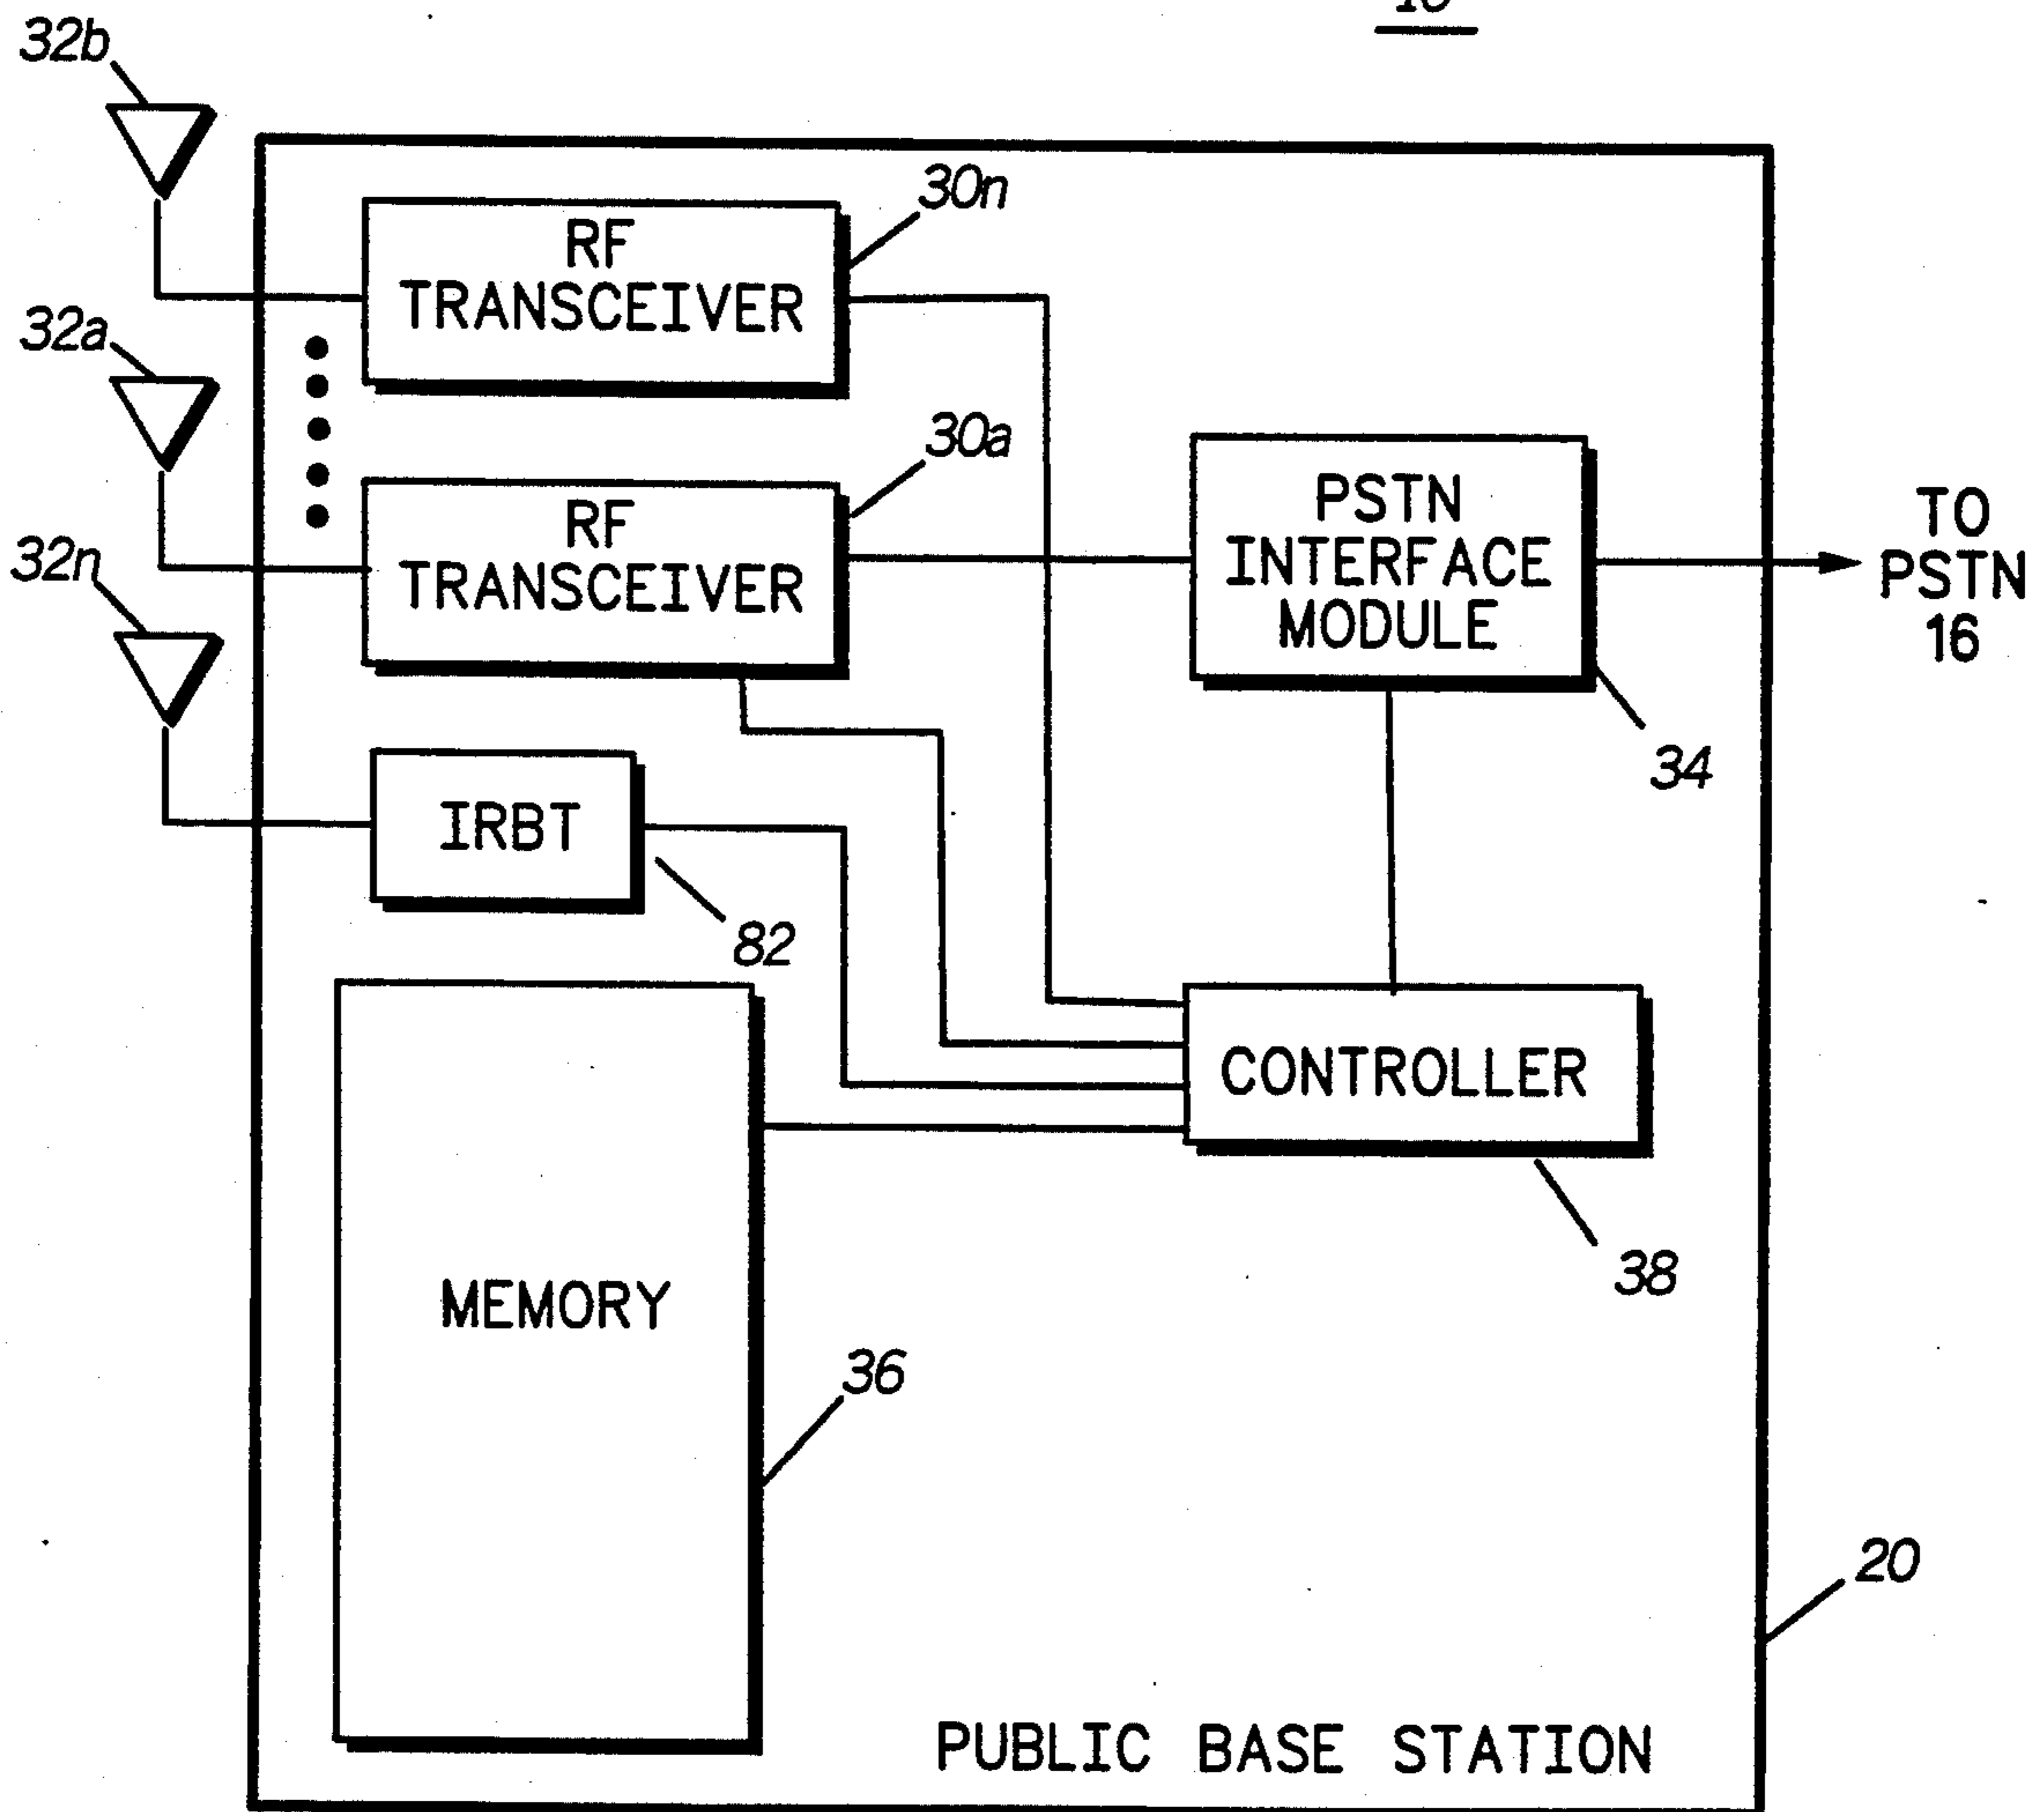 32b
30n
RF
TRANSCEIVER
32a
30a
RF
TRANSCEIVER
PSTN
INTERFACE
MODULE
TO
PSTN
16
32n
34
IRBT
82
CONTROLLER
38
MEMORY
36
20
PUBLIC BASE STATION